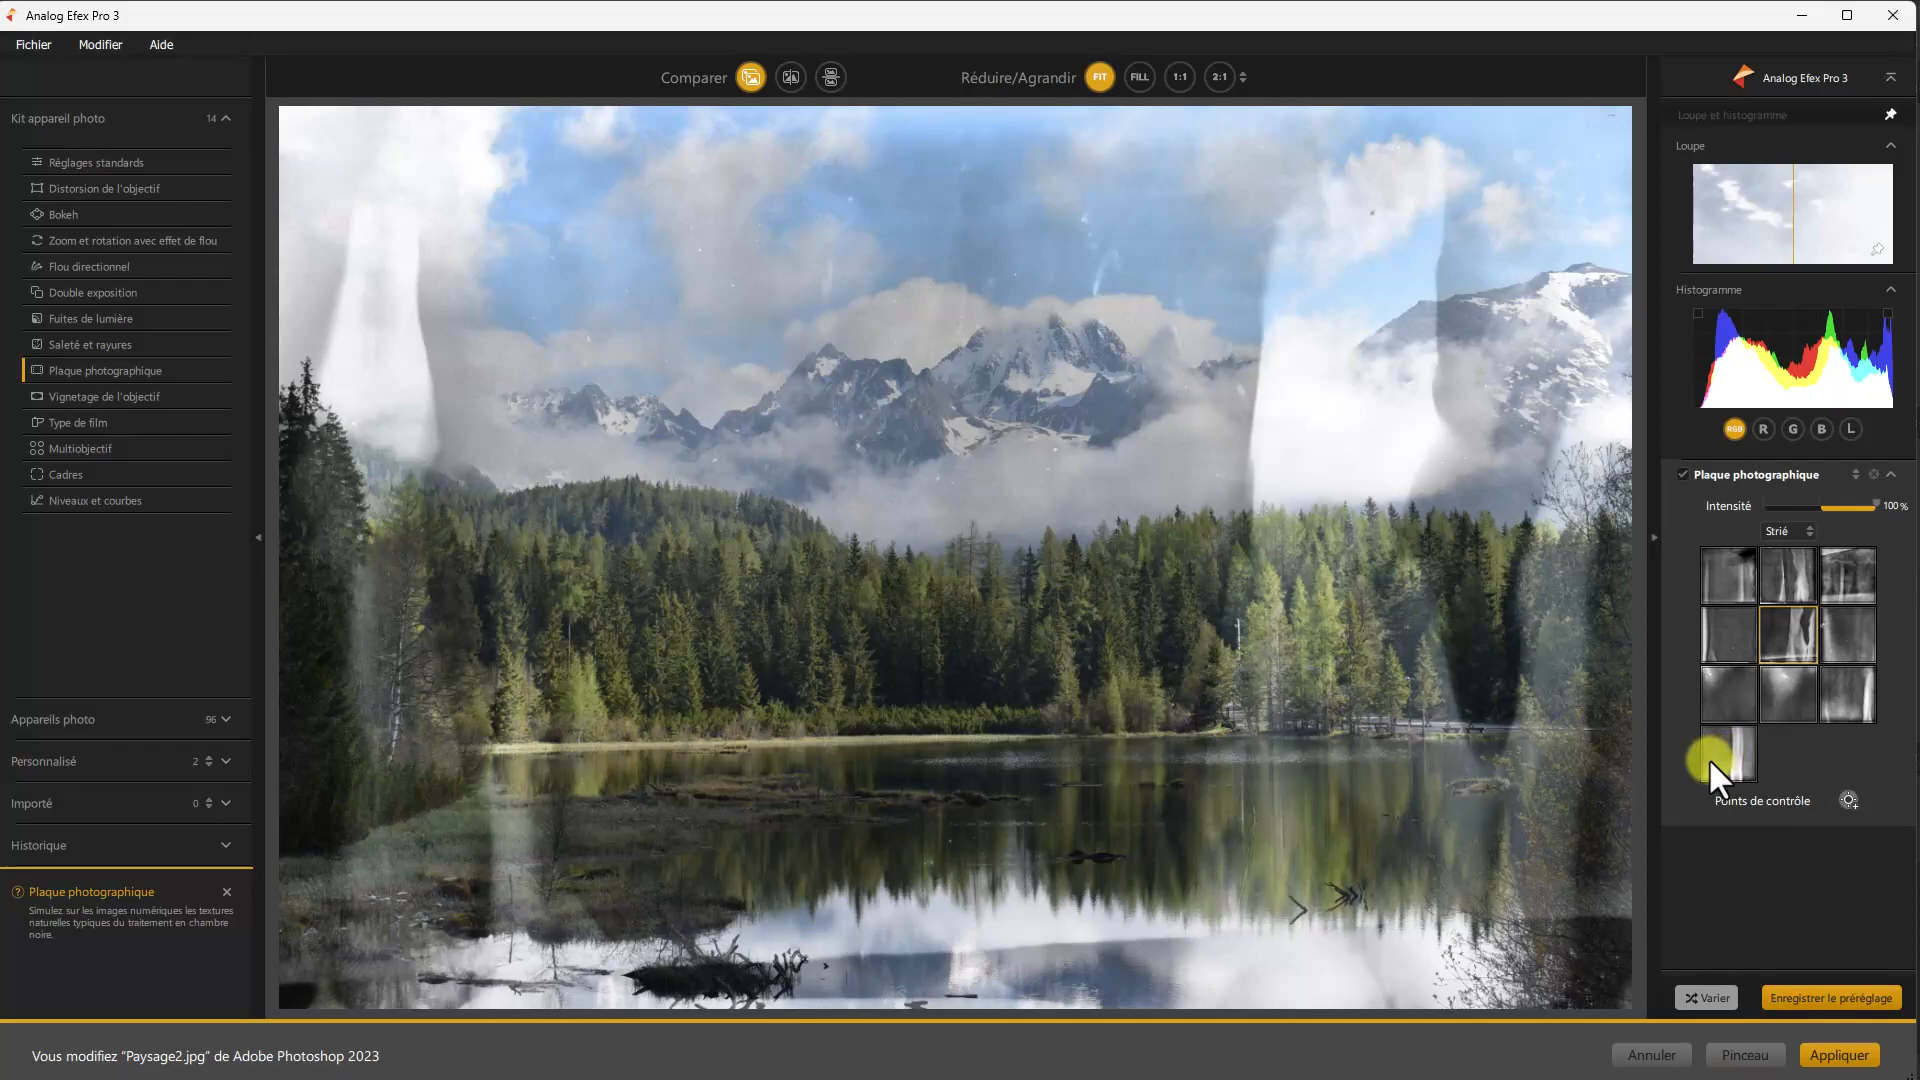 Analog Efex Pro 3
Fichier Modifier Aide
Comparer
Réduire/Agrandir FIT FILL 1:1 2:1
Analog Efex Pro 3
Kit appareil photo 14
Réglages standards
Distorsion de l'objectif
Bokeh
Zoom et rotation avec effet de flou
Flou directionnel
Double exposition
Fuites de lumière
Saleté et rayures
Plaque photographique
Vignetage de l'objectif
Type de film
Multiobjectif
Cadres
Niveaux et courbes
Appareils photo 96
Personnalisé 2
Importé 0
Historique
Plaque photographique
Simulez sur les images numériques les textures
naturelles typiques du traitement en chambre
noire.
Loupe et histogramme
Loupe
Histogramme
RGB R G B L
Plaque photographique
Intensité 100 %
Strié
Points de contrôle
Varier Enregistrer le préréglage
Vous modifiez "Paysage2.jpg" de Adobe Photoshop 2023
Annuler Pinceau Appliquer